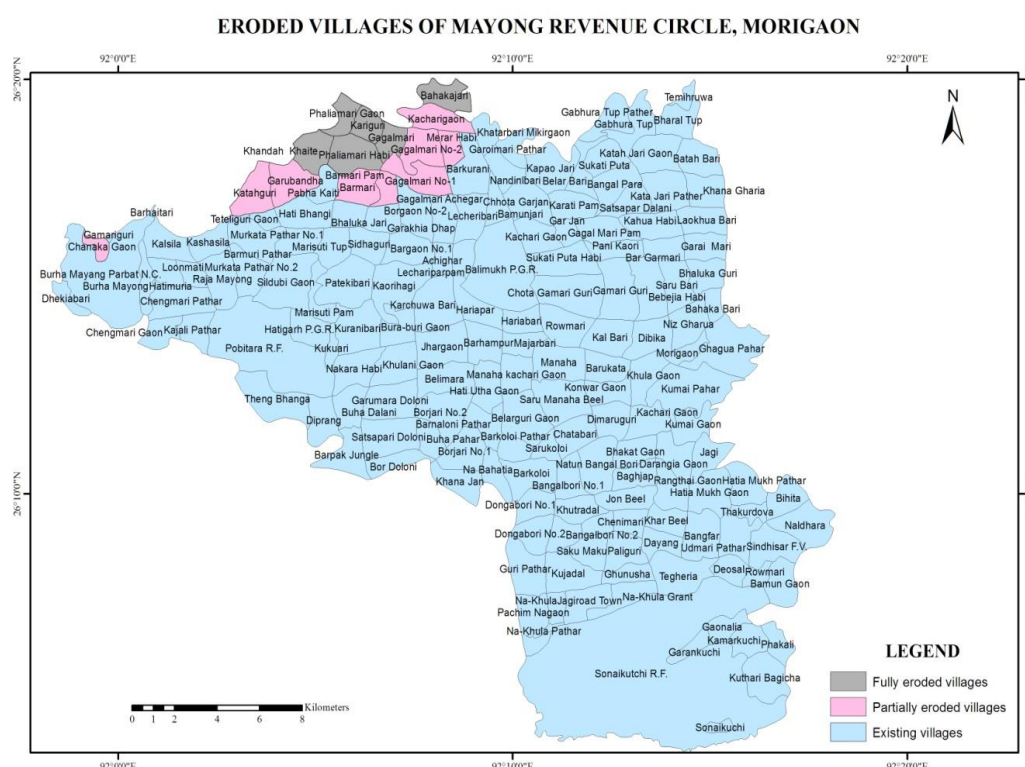 ERODED VILLAGES OF MAYONG REVENUE CIRCLE, MORIGAON
92°0'0"E
92°10'0"E
92°20'0"E
26°20'0"N
N
Bahakajari
Temihruwa
Phaliamari Gaon
Kacharigaon
Gabhura Tup Pather
Kariguri
Gabhura Tup
Bharal Tup
Gagalmari
Merar Habi
Khatarbari Mikirgaon
Khandah
Khaite
Phaliamari Habi
Gagalmari No-2
Garoimari Pathar
Katah Jari Gaon
Batah Bari
Barkurani
Kapao Jari
Sukati Puta
Garubandha
Barmari Pam
Gagalmari No-1
Nandinibari
Belar Bari
Bangal Para
Katahguri
Pabha Kaiti
Barmari
Kata Jari Pather
Khana Gharia
Gagalmari Achegar
Chhota Garjan
Karati Pam
Satsapar Dalani
Barhaitari
Teteliguri Gaon
Hati Bhangi
Borgaon No-2
Lecheribari
Bamunjari
Gar Jan
Kahua Habi
Laokhua Bari
Bhaluka Jari
Garakhia Dhap
Gamariguri
Murkata Pathar No.1
Kachari Gaon
Gagal Mari Pam
Chanaka Gaon
Kalsila
Kashasila
Marisuti Tup
Sidhaguri
Bargaon No.1
Pani Kaori
Garai Mari
Barmuri Pathar
Achighar
Sukati Puta Habi
Bar Garmari
Burha Mayang Parbat N.C.
Loonmati
Murkata Pathar No.2
Lechariparpam
Balimukh P.G.R.
Bhaluka Guri
Burha Mayong
Hatimuria
Raja Mayong
Sildubi Gaon
Patekibari
Kaorihagi
Saru Bari
Dhekiabari
Chengmari Pathar
Chota Gamari Guri
Gamari Guri
Bebejia Habi
Karchuwa Bari
Hariapar
Bahaka Bari
Marisuti Pam
Chengmari Gaon
Kajali Pathar
Hatigarh P.G.R.
Kuranibari
Bura-buri Gaon
Hariabari
Rowmari
Niz Gharua
Kal Bari
Dibika
Pobitara R.F.
Kukuari
Jhargaon
Barhampur
Majarbari
Morigaon
Ghagua Pahar
Nakara Habi
Khulani Gaon
Manaha
Barukata
Belimara
Manaha kachari Gaon
Khula Gaon
Hati Utha Gaon
Konwar Gaon
Kumai Pahar
Theng Bhanga
Garumara Doloni
Saru Manaha Beel
Buha Dalani
Borjari No.2
Kachari Gaon
Diprang
Barnaloni Pathar
Belarguri Gaon
Dimaruguri
Kumai Gaon
Satsapari Doloni
Buha Pahar
Barkoloi Pathar
Chatabari
Barpak Jungle
Borjari No.1
Sarukoloi
Bhakat Gaon
Jagi
Bor Doloni
Na Bahatia
Barkoloi
Natun Bangal Bori
Darangia Gaon
26°10'0"N
Khana Jan
Bangalbori No.1
Baghjap
Rangthai Gaon
Hatia Mukh Pathar
Hatia Mukh Gaon
Dongabori No.1
Jon Beel
Bihita
Khutradal
Thakurdova
Chenimari
Khar Beel
Naldhara
Dongabori No.2
Bangalbori No.2
Bangfar
Saku Maku
Paliguri
Dayang
Udmari Pathar
Sindhisar F.V.
Guri Pathar
Kujadal
Ghunusha
Tegheria
Deosal
Rowmari
Bamun Gaon
Na-Khula
Jagiroad Town
Na-Khula Grant
Pachim Nagaon
Na-Khula Pathar
Gaonalia
Kamarkuchi
Phakali
Garankuchi
Sonaikutchi R.F.
Kuthari Bagicha
Sonaikuchi
LEGEND
Fully eroded villages
Partially eroded villages
Existing villages
Kilometers
0 1 2 4 6 8
92°0'0"E
92°10'0"E
92°20'0"E